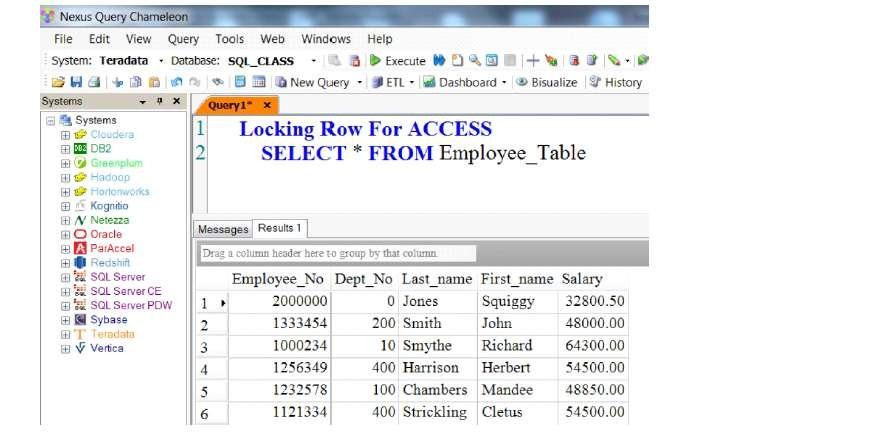 Nexus Query Chameleon
File Edit View Query Tools Web Windows Help
System: Teradata Database: SQL_CLASS Execute
New Query ETL Dashboard Bisualize History
Systems
Query1* ×
Systems
Cloudera
DB2 DB2
Greenplum
Hadoop
Hortonworks
Kognitio
Netezza
Oracle
ParAccel
Redshift
SQL Server
SQL Server CE
SQL Server PDW
Sybase
Teradata
Vertica
1 Locking Row For ACCESS
2 SELECT * FROM Employee_Table
Messages Results 1
Drag a column header here to group by that column.
Employee_No Dept_No Last_name First_name Salary
1 2000000 0 Jones Squiggy 32800.50
2 1333454 200 Smith John 48000.00
3 1000234 10 Smythe Richard 64300.00
4 1256349 400 Harrison Herbert 54500.00
5 1232578 100 Chambers Mandee 48850.00
6 1121334 400 Strickling Cletus 54500.00